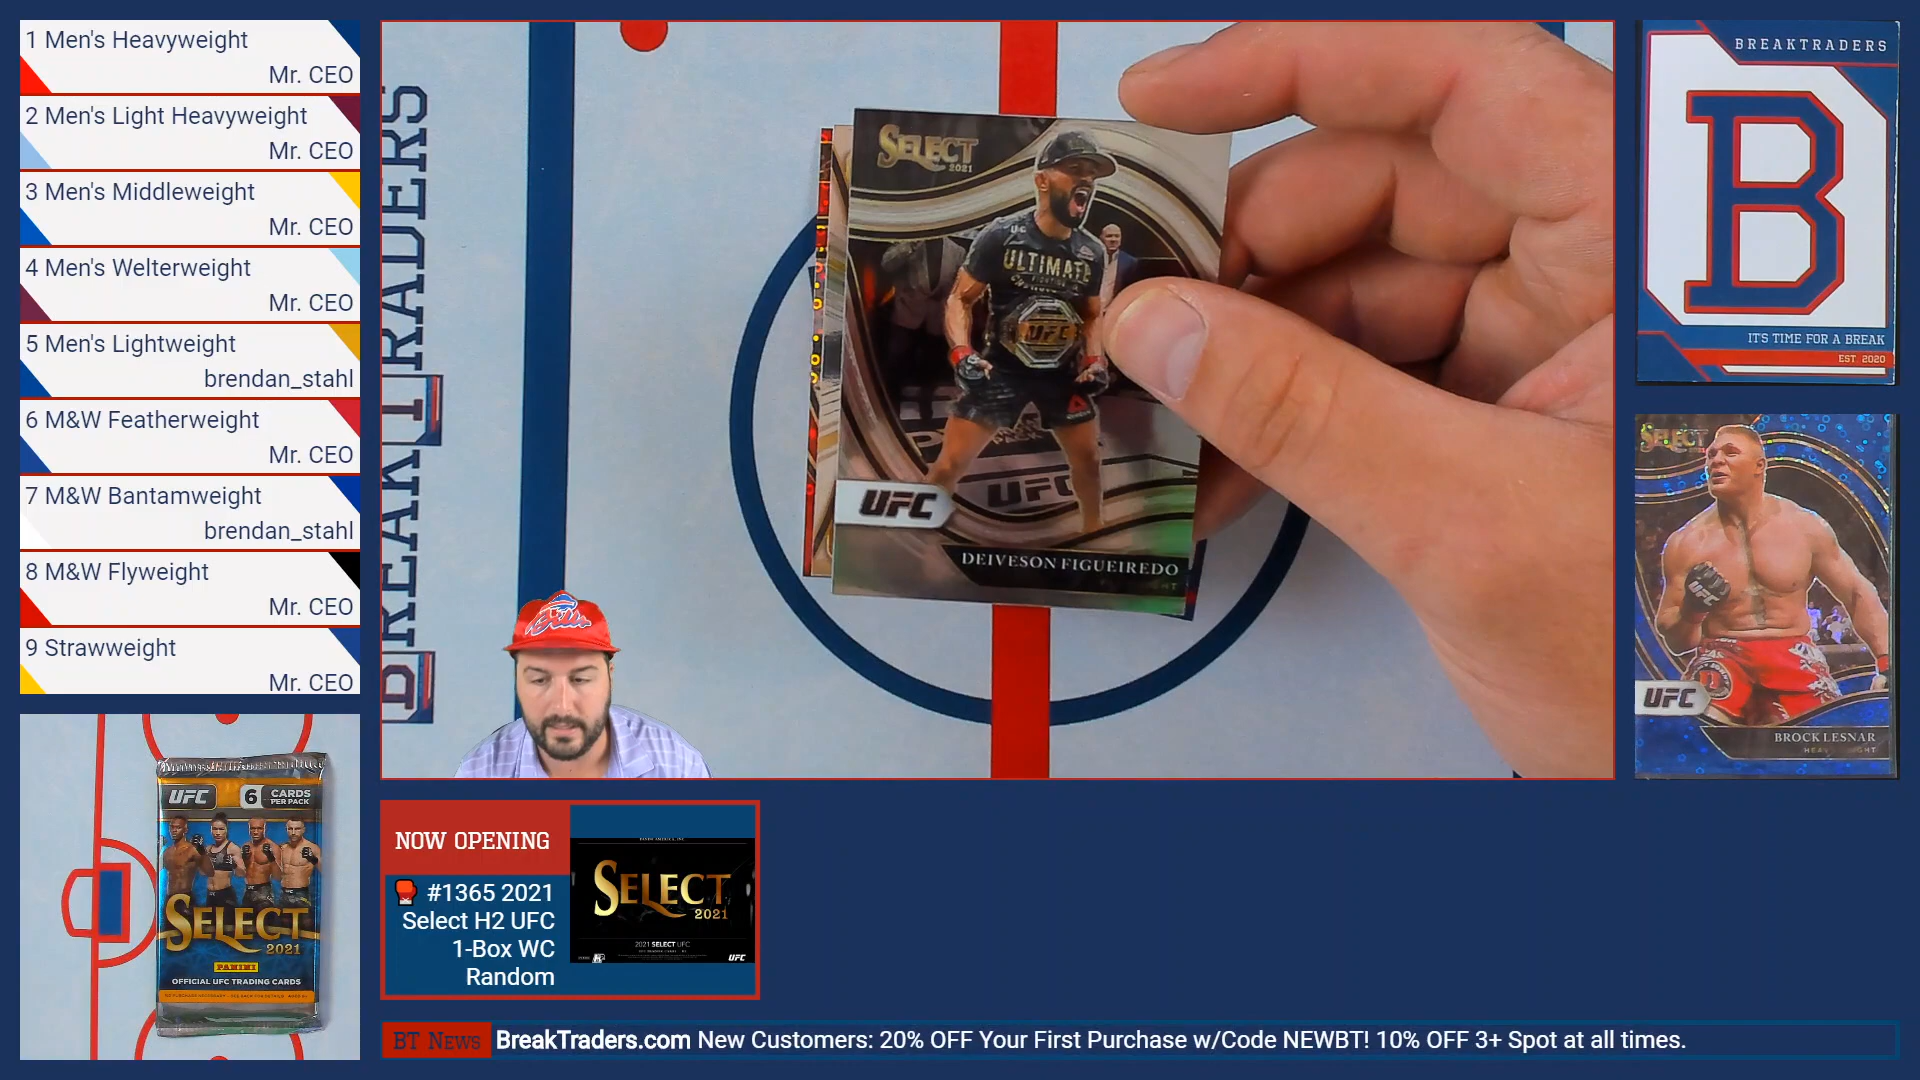 1 Men's Heavyweight
Mr. CEO
2 Men's Light Heavyweight
Mr. CEO
3 Men's Middleweight
Mr. CEO
4 Men's Welterweight
Mr. CEO
5 Men's Lightweight
brendan_stahl
6 M&W Featherweight
Mr. CEO
7 M&W Bantamweight
brendan_stahl
8 M&W Flyweight
Mr. CEO
9 Strawweight
Mr. CEO
UFC
6 CARDS
PER PACK
SELECT
2021
PANINI
OFFICIAL UFC TRADING CARDS
BREAKTRADERS
SELECT
2021
ULTIMATE
UFC
UFC
UFC
DEIVESON FIGUEIREDO
Bills
BREAKTRADERS
B
IT'S TIME FOR A BREAK
EST. 2020
SELECT
UFC
UFC
BROCK LESNAR
HEAVYWEIGHT
NOW OPENING
#1365 2021
Select H2 UFC
1-Box WC
Random
SELECT
2021
2021 SELECT UFC
UFC
BT NEWS
BreakTraders.com New Customers: 20% OFF Your First Purchase w/Code NEWBT! 10% OFF 3+ Spot at all times.